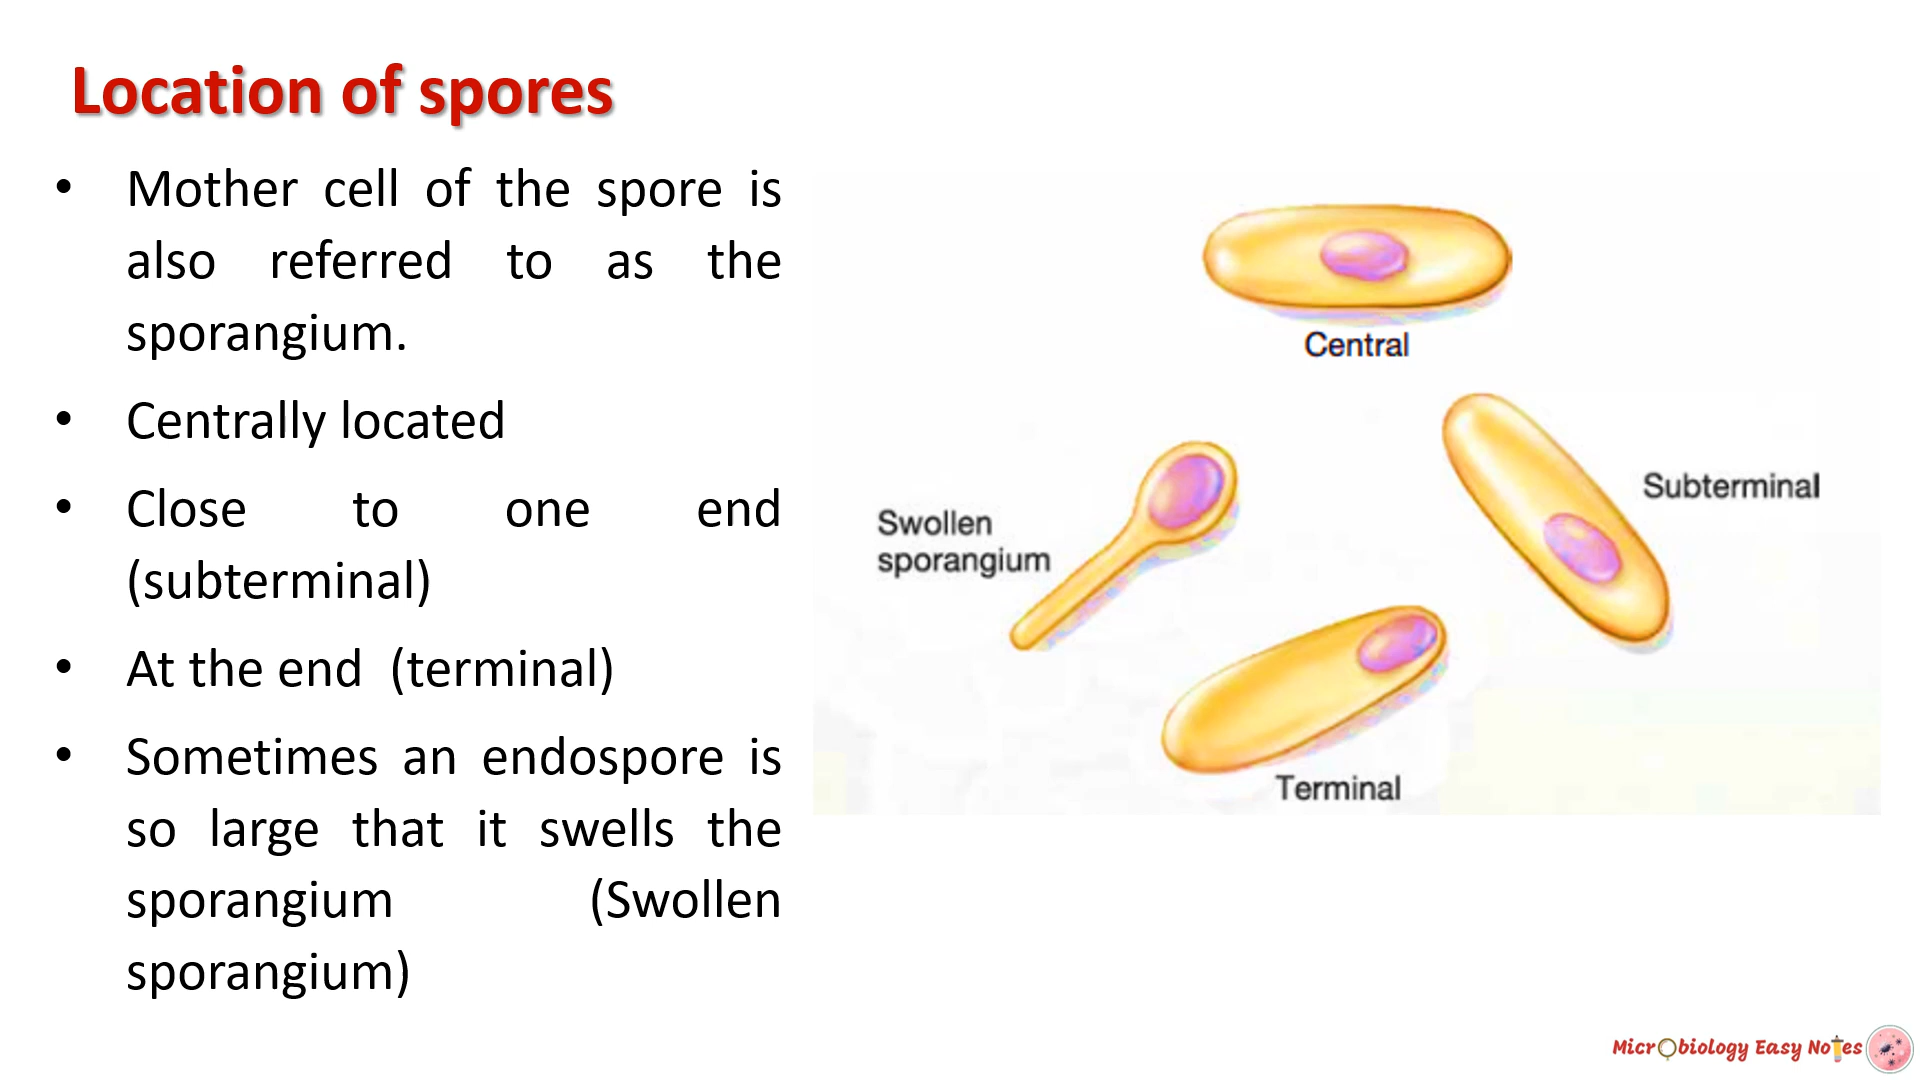 Location of spores
• Mother cell of the spore is
also referred to as the
sporangium.
• Centrally located
• Close to one end
(subterminal)
• At the end (terminal)
• Sometimes an endospore is
so large that it swells the
sporangium (Swollen
sporangium)
Central
Subterminal
Swollen
sporangium
Terminal
Microbiology Easy Notes